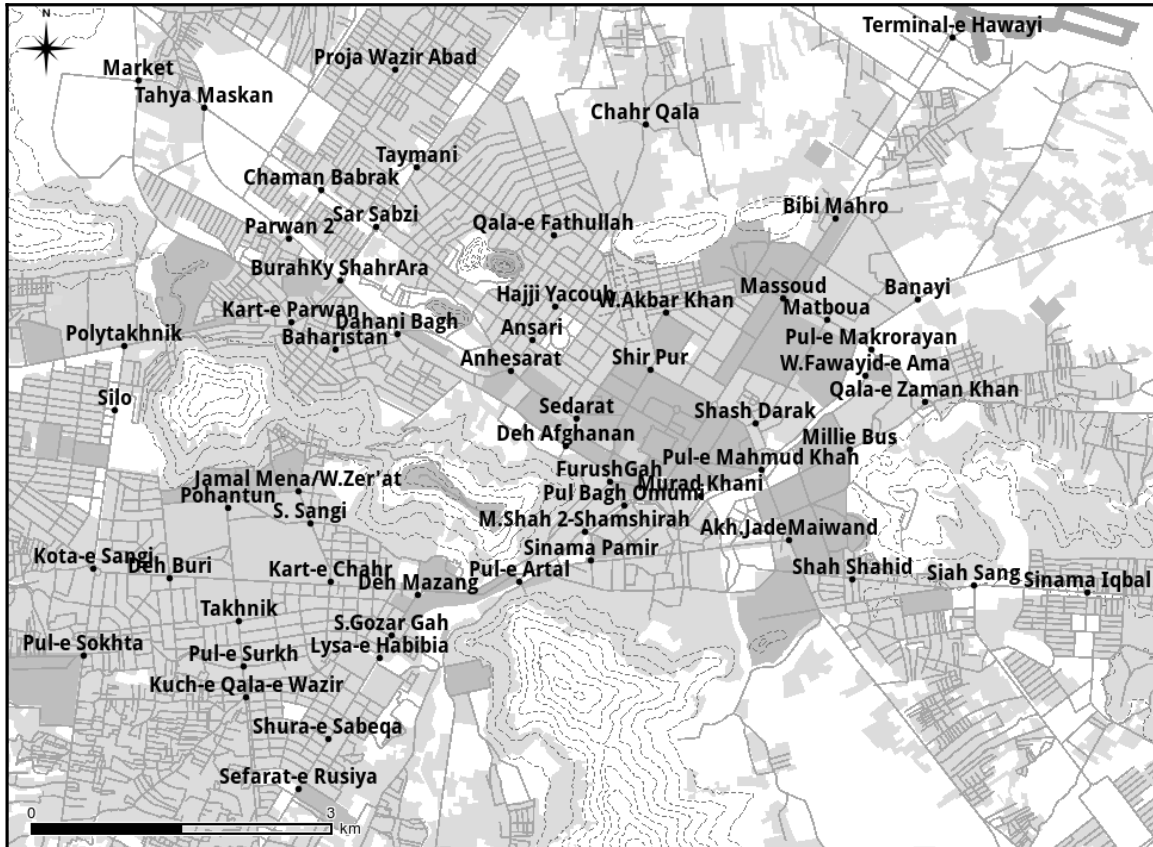 N
Terminal-e Hawayi
Proja Wazir Abad
Market
Tahya Maskan
Chahr Qala
Taymani
Chaman Babrak
Sar Sabzi
Bibi Mahro
Parwan 2
Qala-e Fathullah
BurahKy ShahrAra
Massoud
Banayi
Hajji Yacoub
W.Akbar Khan
Kart-e Parwan
Matboua
Dahani Bagh
Ansari
Polytakhnik
Baharistan
Pul-e Makrorayan
Anhesarat
Shir Pur
W.Fawayid-e Ama
Qala-e Zaman Khan
Silo
Sedarat
Shash Darak
Deh Afghanan
Millie Bus
Pul-e Mahmud Khan
FurushGah
Jamal Mena/W.Zer'at
Murad Khani
Pohantun
Pul Bagh Omumi
S. Sangi
M.Shah 2-Shamshirah
Akh.JadeMaiwand
Sinama Pamir
Kota-e Sangi
Deh Buri
Kart-e Chahr
Pul-e Artal
Shah Shahid
Siah Sang
Sinama Iqbal
Deh Mazang
Takhnik
S.Gozar Gah
Pul-e Sokhta
Lysa-e Habibia
Pul-e Surkh
Kuch-e Qala-e Wazir
Shura-e Sabeqa
Sefarat-e Rusiya
0 3
km